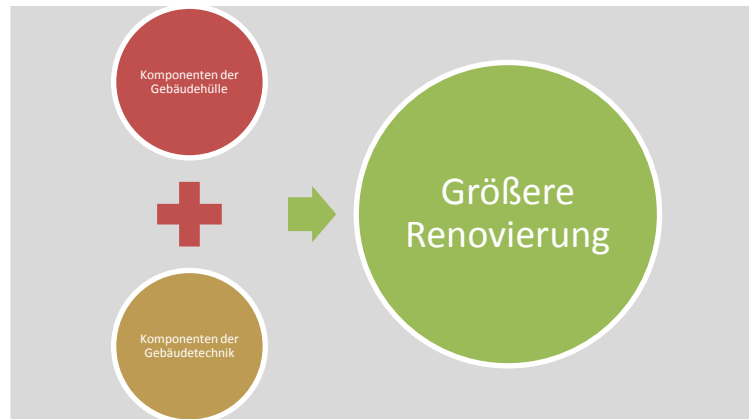 Komponenten der
Gebäudehülle
Komponenten der
Gebäudetechnik
Größere
Renovierung